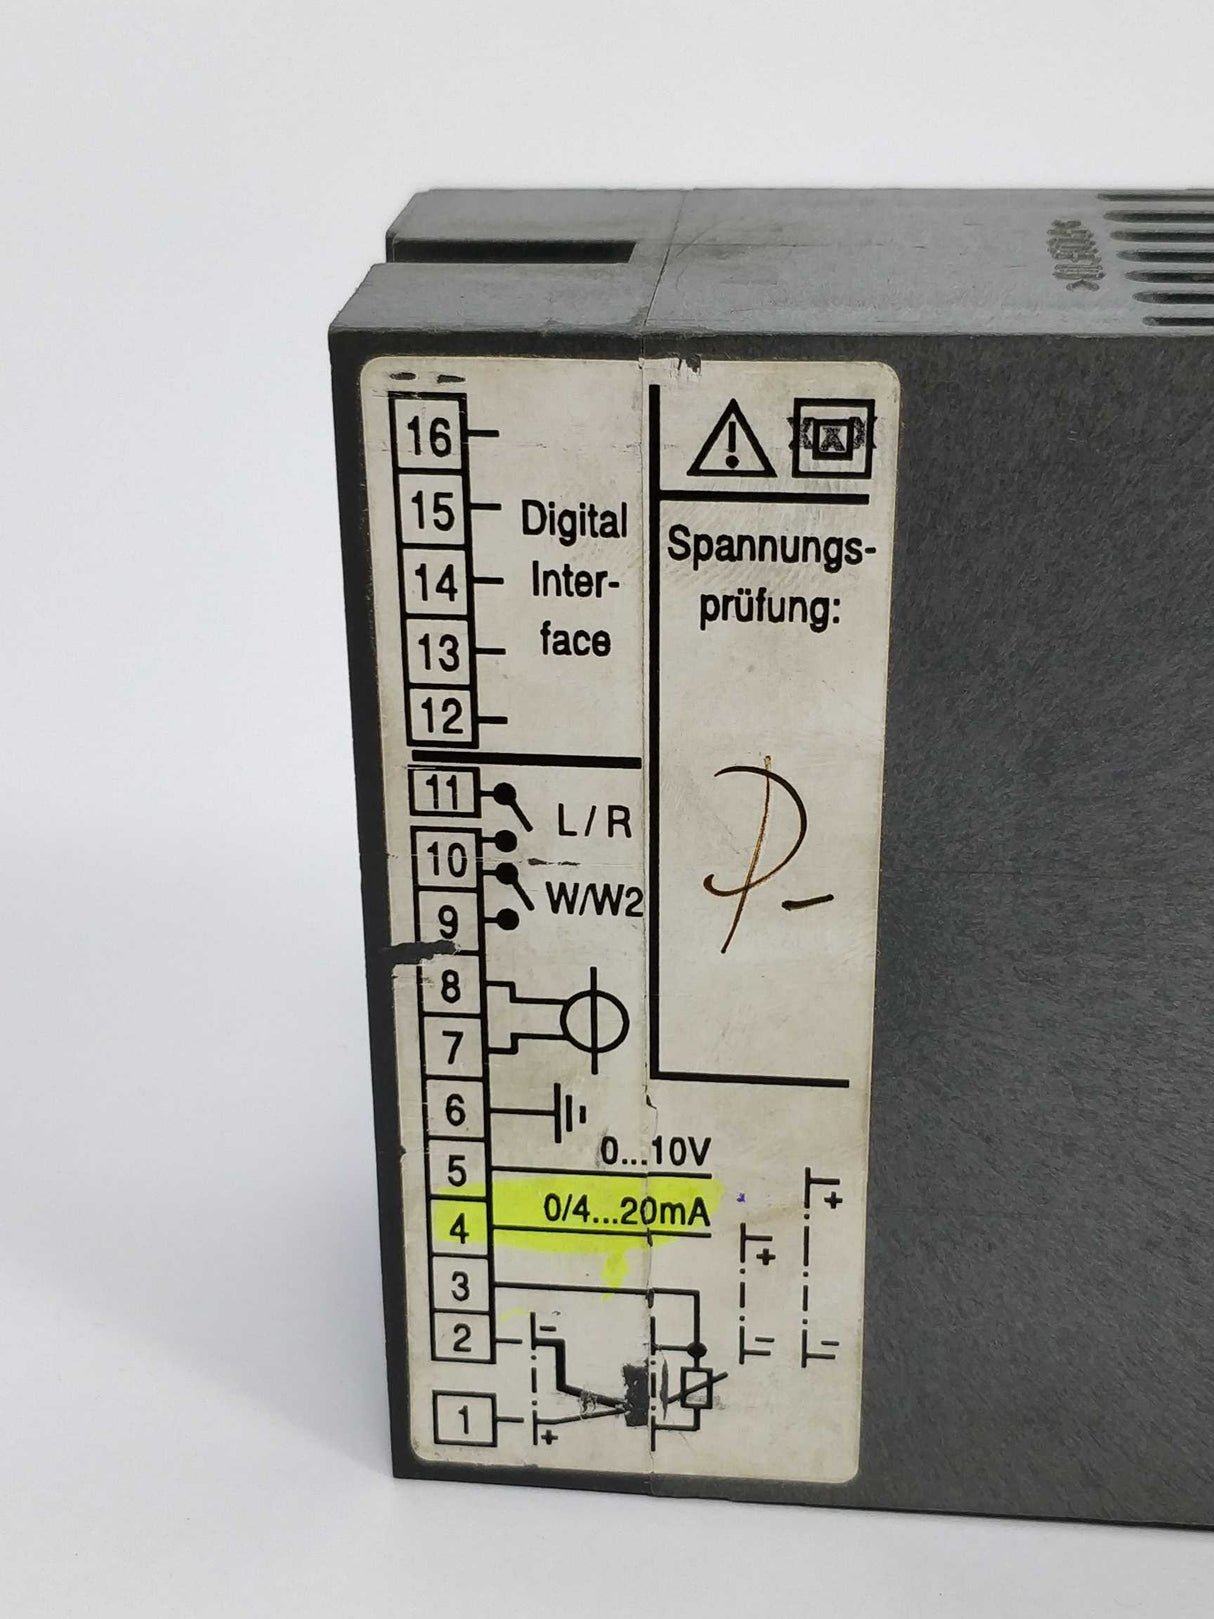 16
15
14
13
12
Digital
Inter-
face
11
10
9
L / R
W/W2
8
7
6
5
0...10V
4
0/4...20mA
3
2
1
Spannungs-
prüfung: